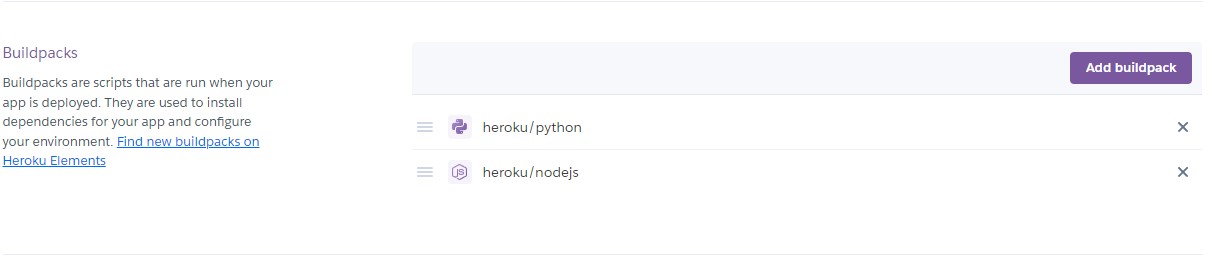 Buildpacks
Buildpacks are scripts that are run when your
app is deployed. They are used to install
dependencies for your app and configure
your environment. Find new buildpacks on
Heroku Elements
Add buildpack
heroku/python
JS heroku/nodejs